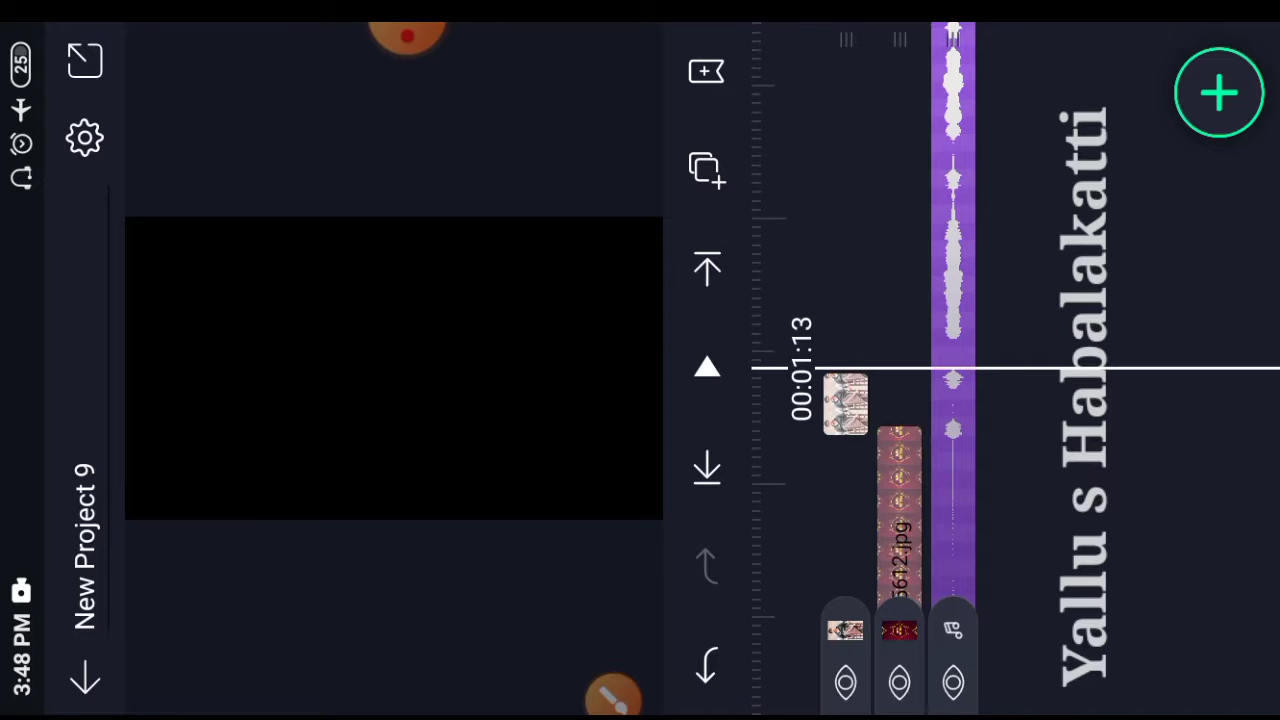 3:48 PM
25
New Project 9
00:01:13
5612.jpg
Yallu s Habalakatti